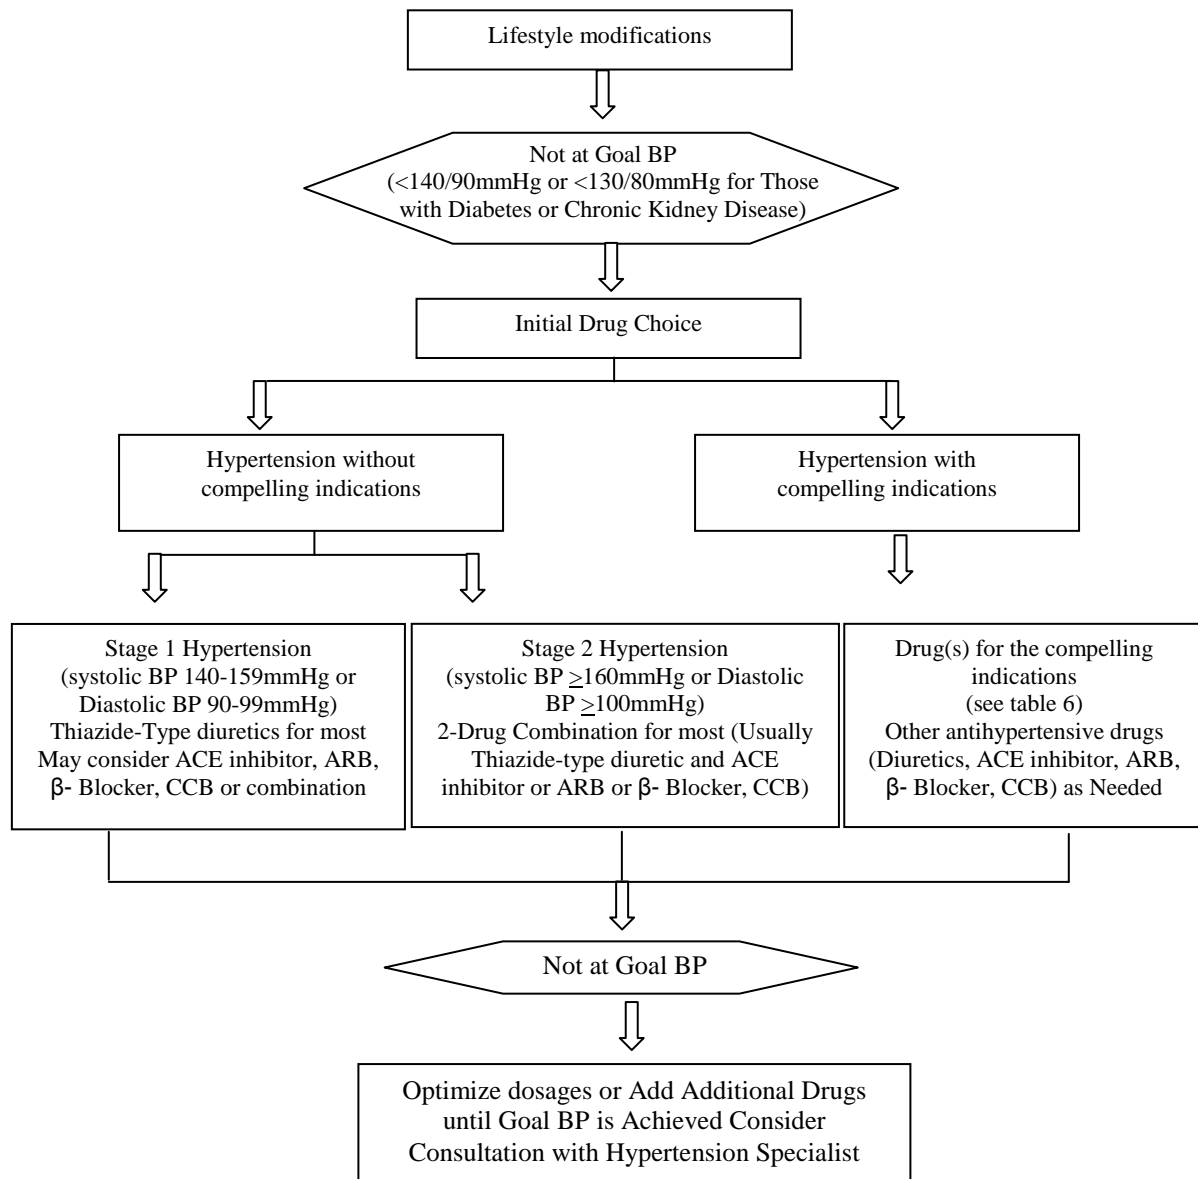 Lifestyle modifications
Not at Goal BP
(<140/90mmHg or <130/80mmHg for Those
with Diabetes or Chronic Kidney Disease)
Initial Drug Choice
Hypertension without
compelling indications
Hypertension with
compelling indications
Stage 1 Hypertension
(systolic BP 140-159mmHg or
Diastolic BP 90-99mmHg)
Thiazide-Type diuretics for most
May consider ACE inhibitor, ARB,
β- Blocker, CCB or combination
Stage 2 Hypertension
(systolic BP ≥160mmHg or Diastolic
BP ≥100mmHg)
2-Drug Combination for most (Usually
Thiazide-type diuretic and ACE
inhibitor or ARB or β- Blocker, CCB)
Drug(s) for the compelling
indications
(see table 6)
Other antihypertensive drugs
(Diuretics, ACE inhibitor, ARB,
β- Blocker, CCB) as Needed
Not at Goal BP
Optimize dosages or Add Additional Drugs
until Goal BP is Achieved Consider
Consultation with Hypertension Specialist